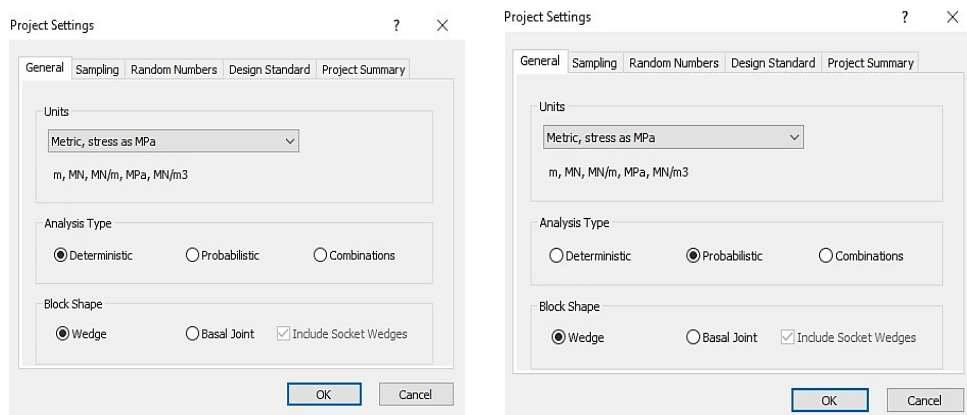 Project Settings ?
General Sampling Random Numbers Design Standard Project Summary
Units
Metric, stress as MPa
m, MN, MN/m, MPa, MN/m3
Analysis Type
Deterministic Probabilistic Combinations
Block Shape
Wedge Basal Joint Include Socket Wedges
OK Cancel
Project Settings ?
General Sampling Random Numbers Design Standard Project Summary
Units
Metric, stress as MPa
m, MN, MN/m, MPa, MN/m3
Analysis Type
Deterministic Probabilistic Combinations
Block Shape
Wedge Basal Joint Include Socket Wedges
OK Cancel